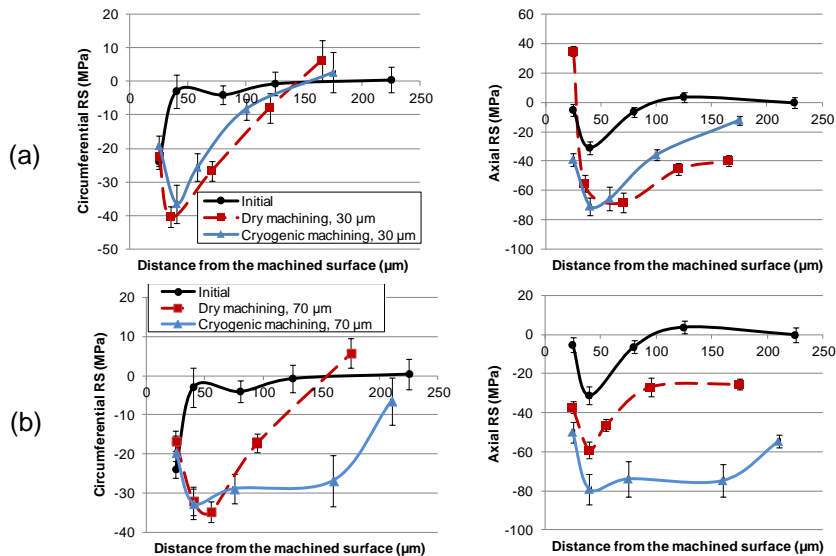 20
10
0
-10
-20
-30
-40
-50
0 50 100 150 200 250
Circumferential RS (MPa)
Distance from the machined surface (µm)
Initial
Dry machining, 30 µm
Cryogenic machining, 30 µm
(a)
60
40
20
0
-20
-40
-60
-80
-100
0 50 100 150 200 250
Axial RS (MPa)
Distance from the machined surface (µm)
Initial
Dry machining, 70 µm
Cryogenic machining, 70 µm
20
10
0
-10
-20
-30
-40
0 50 100 150 200 250
Circumferential RS (MPa)
Distance from the machined surface (µm)
(b)
20
0
-20
-40
-60
-80
-100
0 50 100 150 200 250
Axial RS (MPa)
Distance from the machined surface (µm)